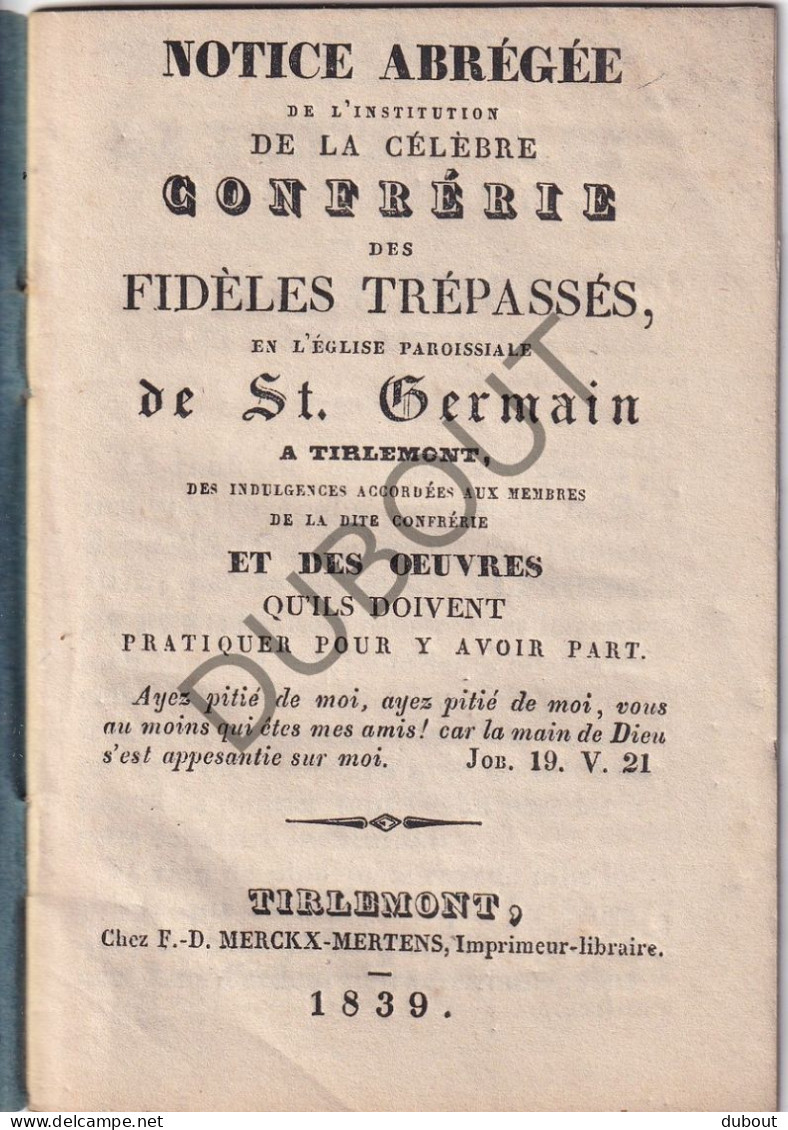 NOTICE ABRÉGÉE
DE L'INSTITUTION
DE LA CÉLÈBRE
CONFRÉRIE
DES
FIDÈLES TRÉPASSÉS,
EN L'ÉGLISE PAROISSIALE
de St. Germain
A TIRLEMONT,
DES INDULGENCES ACCORDÉES AUX MEMBRES
DE LA DITE CONFRÉRIE
ET DES OEUVRES
QU'ILS DOIVENT
PRATIQUER POUR Y AVOIR PART.
Ayez pitié de moi, ayez pitié de moi, vous
au moins qui êtes mes amis! car la main de Dieu
s'est appesantie sur moi. JOB. 19. V. 21
TIRLEMONT,
Chez F.-D. MERCKX-MERTENS, Imprimeur-libraire.
1839.
DUBOUT
dubout
delcampe.net